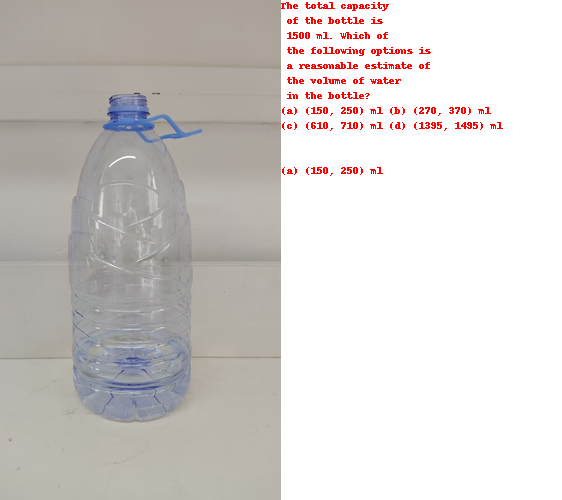 The total capacity
of the bottle is
1500 ml. Which of
the following options is
a reasonable estimate of
the volume of water
in the bottle?
(a) (150, 250) ml (b) (270, 370) ml
(c) (610, 710) ml (d) (1395, 1495) ml
(a) (150, 250) ml